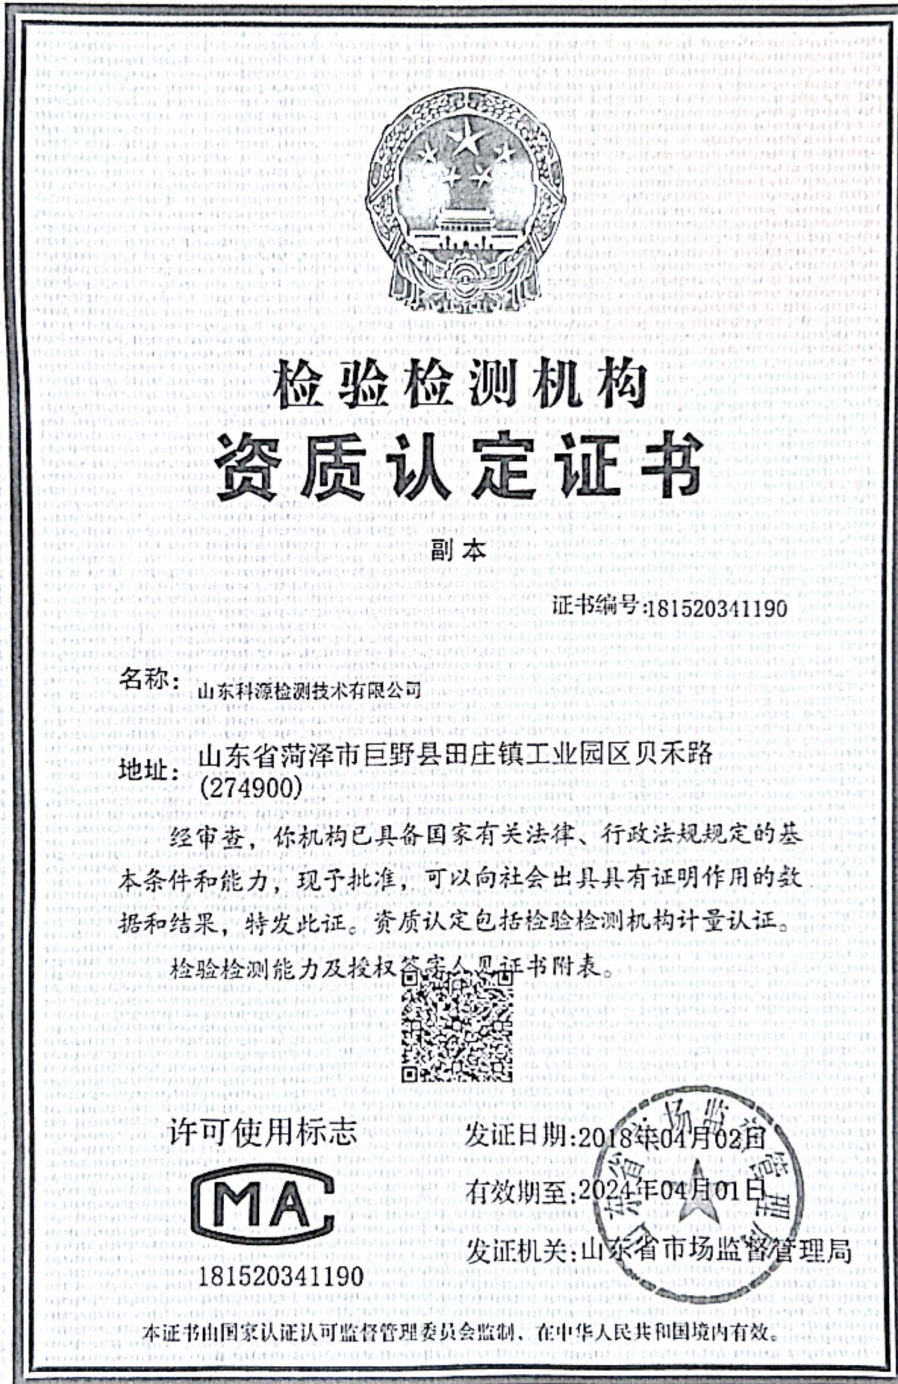 检验检测机构
资质认定证书
副本
证书编号:181520341190
名称: 山东科源检测技术有限公司
地址: 山东省菏泽市巨野县田庄镇工业园区贝禾路
(274900)
经审查，你机构已具备国家有关法律、行政法规规定的基
本条件和能力，现予批准，可以向社会出具具有证明作用的数
据和结果，特发此证。资质认定包括检验检测机构计量认证。
检验检测能力及授权签字人见证书附表。
许可使用标志
MA
181520341190
发证日期:2018年04月02日
有效期至:2024年04月01日
发证机关:山东省市场监督管理局
山东省市场监督管理局
本证书由国家认证认可监督管理委员会监制，在中华人民共和国境内有效。